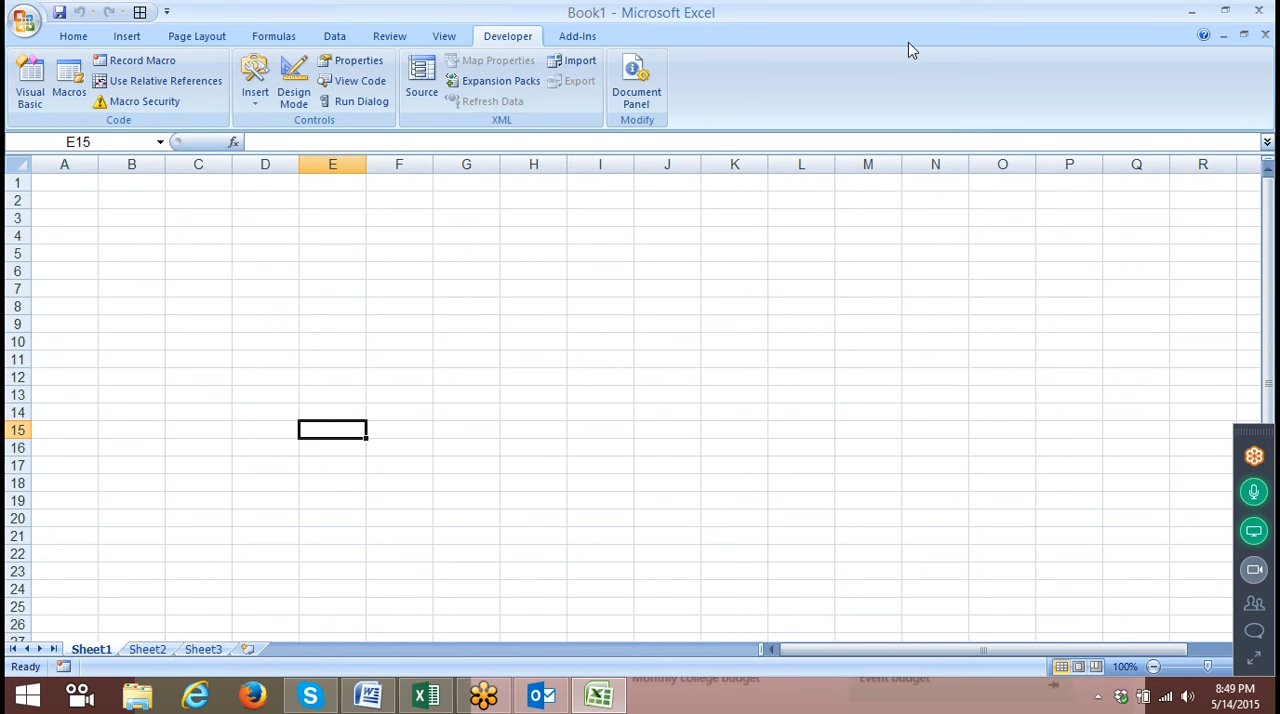 Book1 - Microsoft Excel
Home Insert Page Layout Formulas Data Review View Developer Add-Ins
Visual Basic
Macros
Record Macro
Use Relative References
Macro Security
Code
Insert
Design Mode
Properties
View Code
Run Dialog
Controls
Source
Map Properties
Expansion Packs
Refresh Data
Import
Export
XML
Document Panel
Modify
E15 fx
A B C D E F G H I J K L M N O P Q R
1
2
3
4
5
6
7
8
9
10
11
12
13
14
15
16
17
18
19
20
21
22
23
24
25
26
27
Sheet1 Sheet2 Sheet3
Ready 100%
Monthly college budget Event budget
8:49 PM
5/14/2015